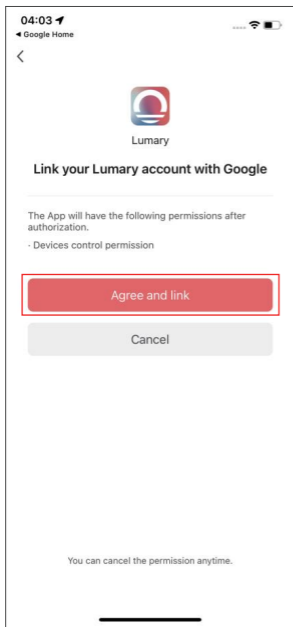 04:03
◀ Google Home
Lumary
Link your Lumary account with Google
The App will have the following permissions after
authorization.
· Devices control permission
Agree and link
Cancel
You can cancel the permission anytime.